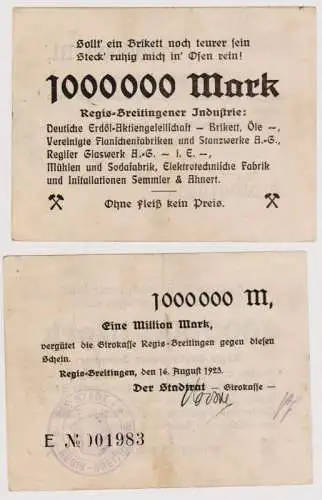 Sollt' ein Brikett noch teurer sein
Steck' ruhig mich in' Ofen rein!
1000000 Mark
Regis-Breitingener Industrie:
Deutsche Erdöl-Aktiengesellschaft – Brikett, Öle –,
Vereinigte Flanschenfabriken und Stanzwerke A.-G.,
Regiser Glaswerk A.-G. – i. E. –,
Mühlen und Sodafabrik, Elektrotechnische Fabrik
und Installationen Semmler & Ahnert.
Ohne Fleiß kein Preis.
1000000 M,
Eine Million Mark,
vergütet die Girokasse Regis-Breitingen gegen diesen
Schein.
Regis-Breitingen, den 16. August 1923.
Der Stadtrat – Girokasse –
E № 001983